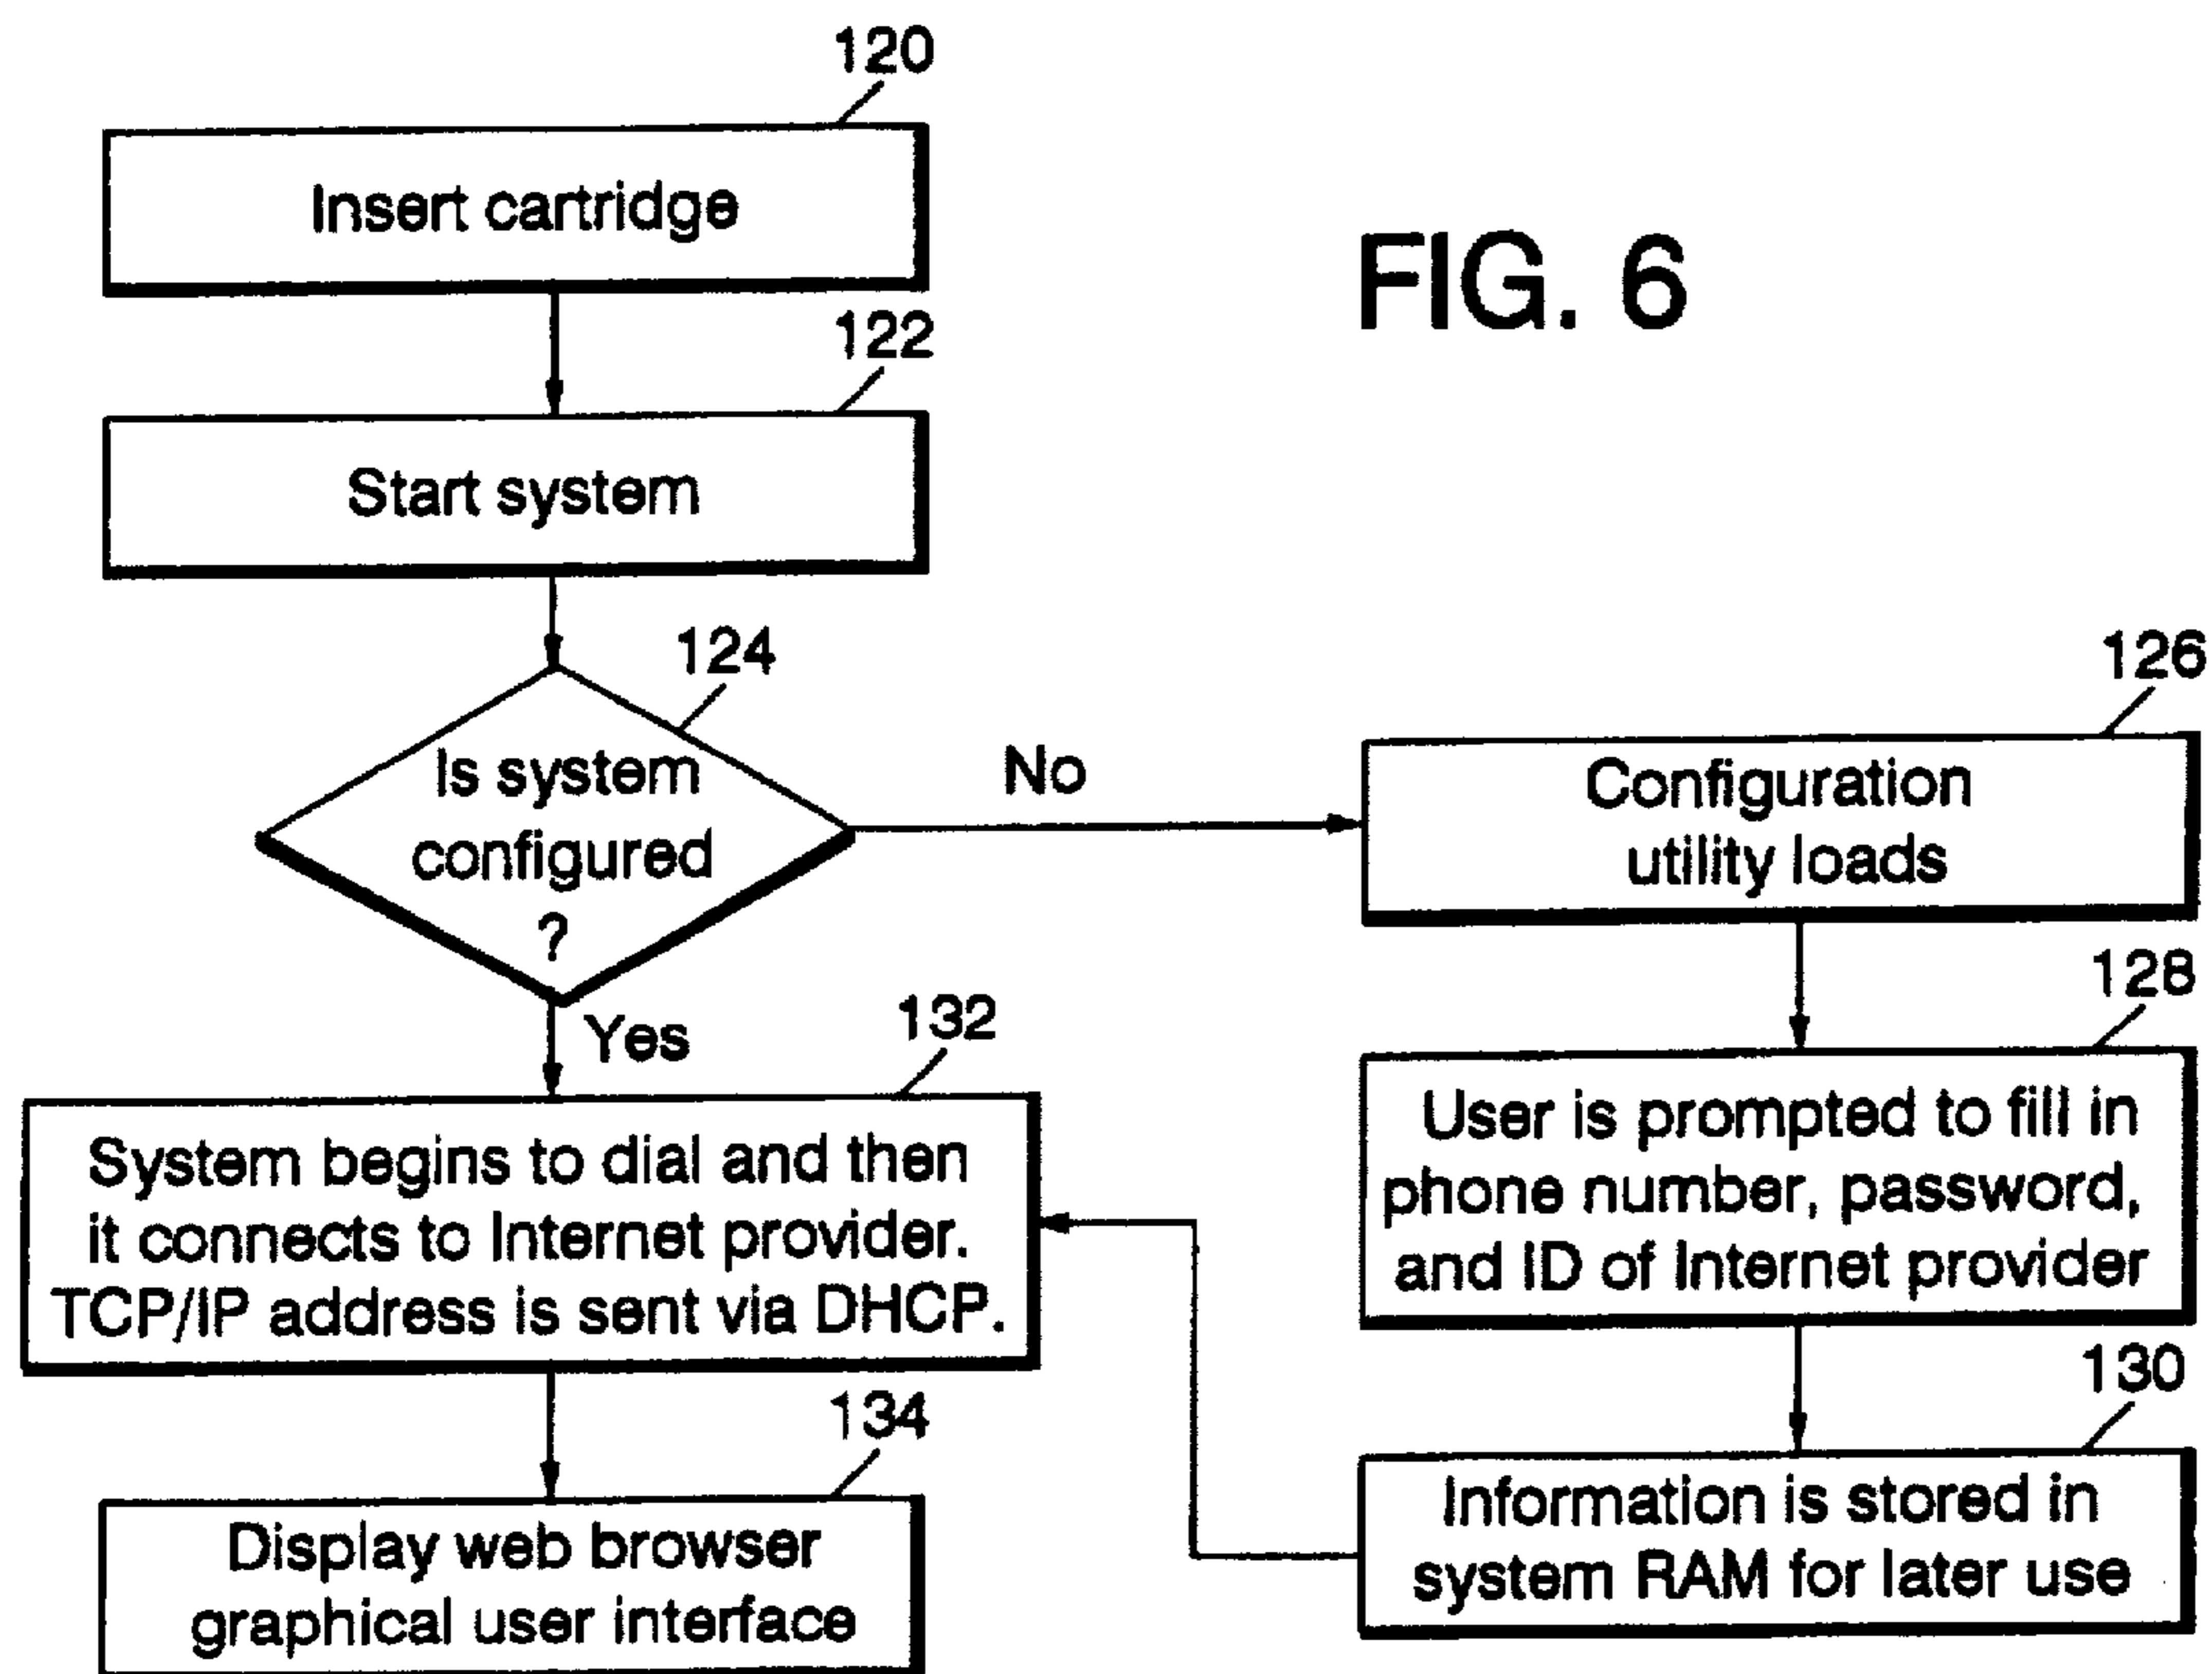 120
Insert cartridge
FIG. 6
122
Start system
124
Is system
configured
?
No
Yes
126
Configuration
utility loads
128
User is prompted to fill in
phone number, password,
and ID of Internet provider
130
Information is stored in
system RAM for later use
132
System begins to dial and then
it connects to Internet provider.
TCP/IP address is sent via DHCP.
134
Display web browser
graphical user interface